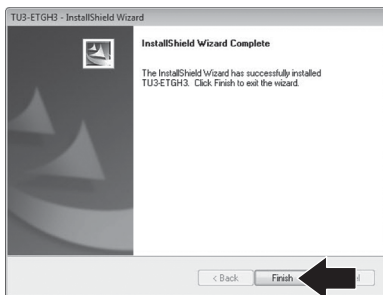 TU3-ETGH3 - InstallShield Wizard
InstallShield Wizard Complete
The InstallShield Wizard has successfully installed
TU3-ETGH3. Click Finish to exit the wizard.
< Back Finish